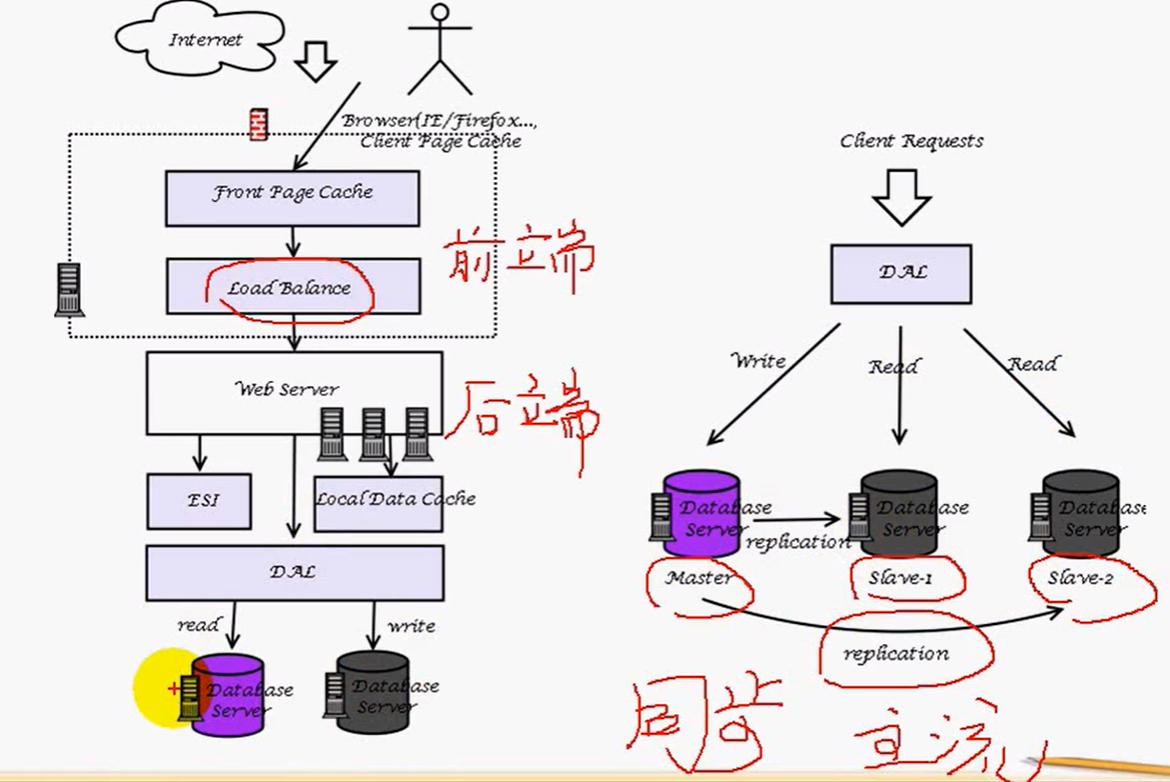 Internet
Browser(IE/Firefox...,
Client Page Cache
Front Page Cache
前端
Load Balance
Web Server
后端
ESI
Local Data Cache
DAL
read
write
Database
Server
Database
Server
Client Requests
DAL
Write
Read
Read
Database
Server
replication
Database
Server
Database
Server
Master
Slave-1
Slave-2
replication
同步
主流